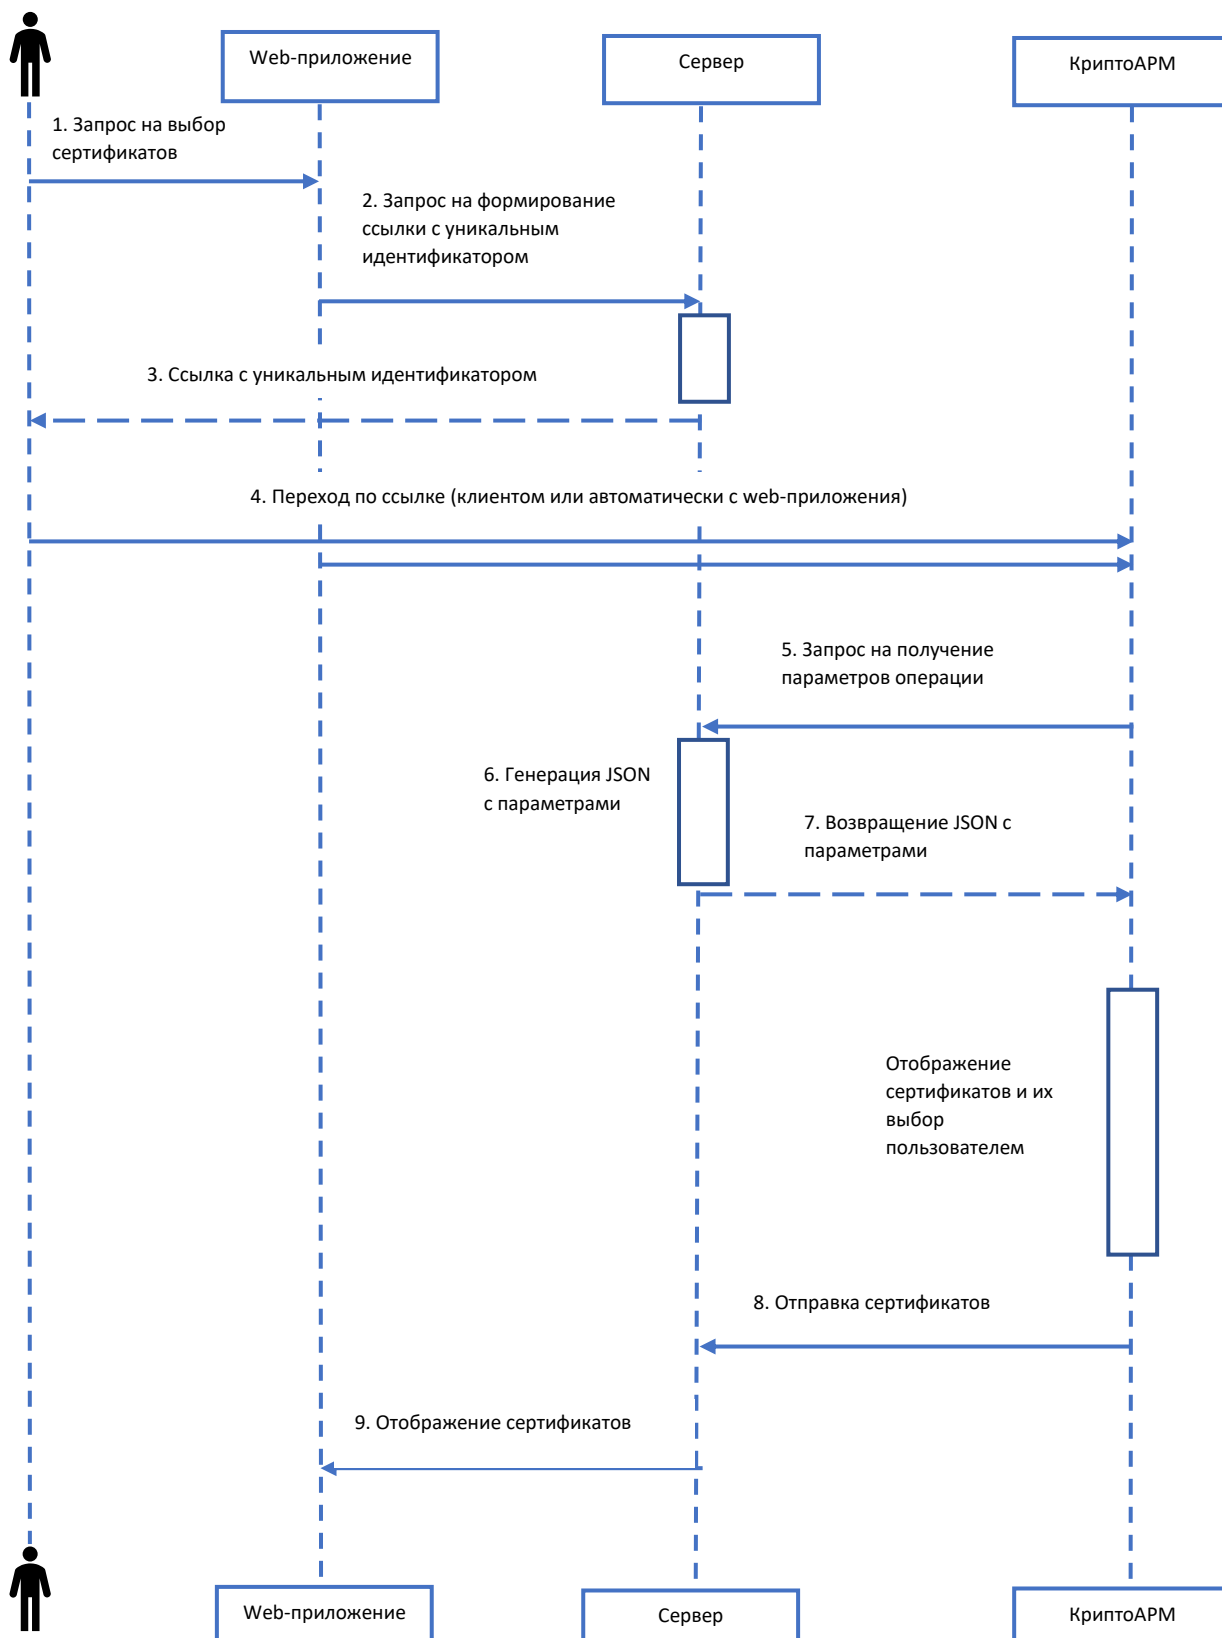 Web-приложение
Сервер
КриптоАРМ
1. Запрос на выбор
сертификатов
2. Запрос на формирование
ссылки с уникальным
идентификатором
3. Ссылка с уникальным идентификатором
4. Переход по ссылке (клиентом или автоматически с web-приложения)
5. Запрос на получение
параметров операции
6. Генерация JSON
с параметрами
7. Возвращение JSON с
параметрами
Отображение
сертификатов и их
выбор
пользователем
8. Отправка сертификатов
9. Отображение сертификатов
Web-приложение
Сервер
КриптоАРМ